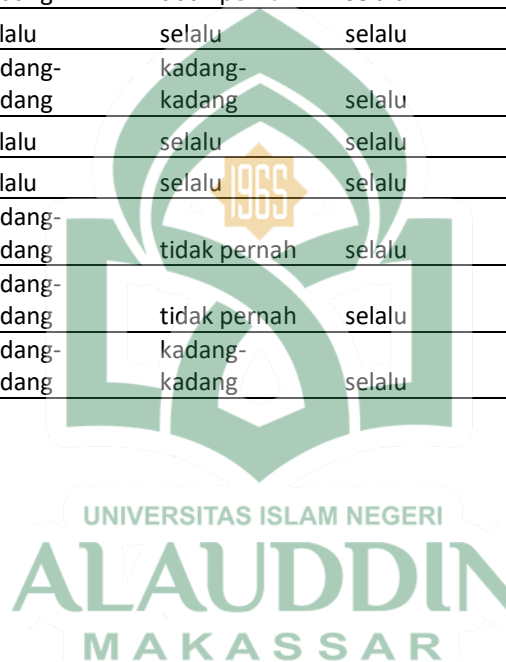 lalu selalu selalu
dang- kadang-
dang kadang selalu
lalu selalu selalu
lalu selalu selalu
1965
dang-
dang tidak pernah selalu
dang-
dang tidak pernah selalu
dang- kadang-
dang kadang selalu
UNIVERSITAS ISLAM NEGERI
ALAUDDIN
MAKASSAR